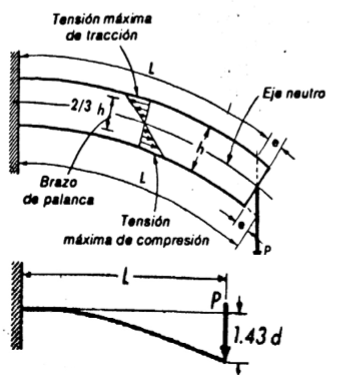 Tensión máxima
de tracción
L
Eje neutro
2/3 h
h
e
Brazo
de palanca
L
Tensión
máxima de compresión
e
P
L
P
1.43 d